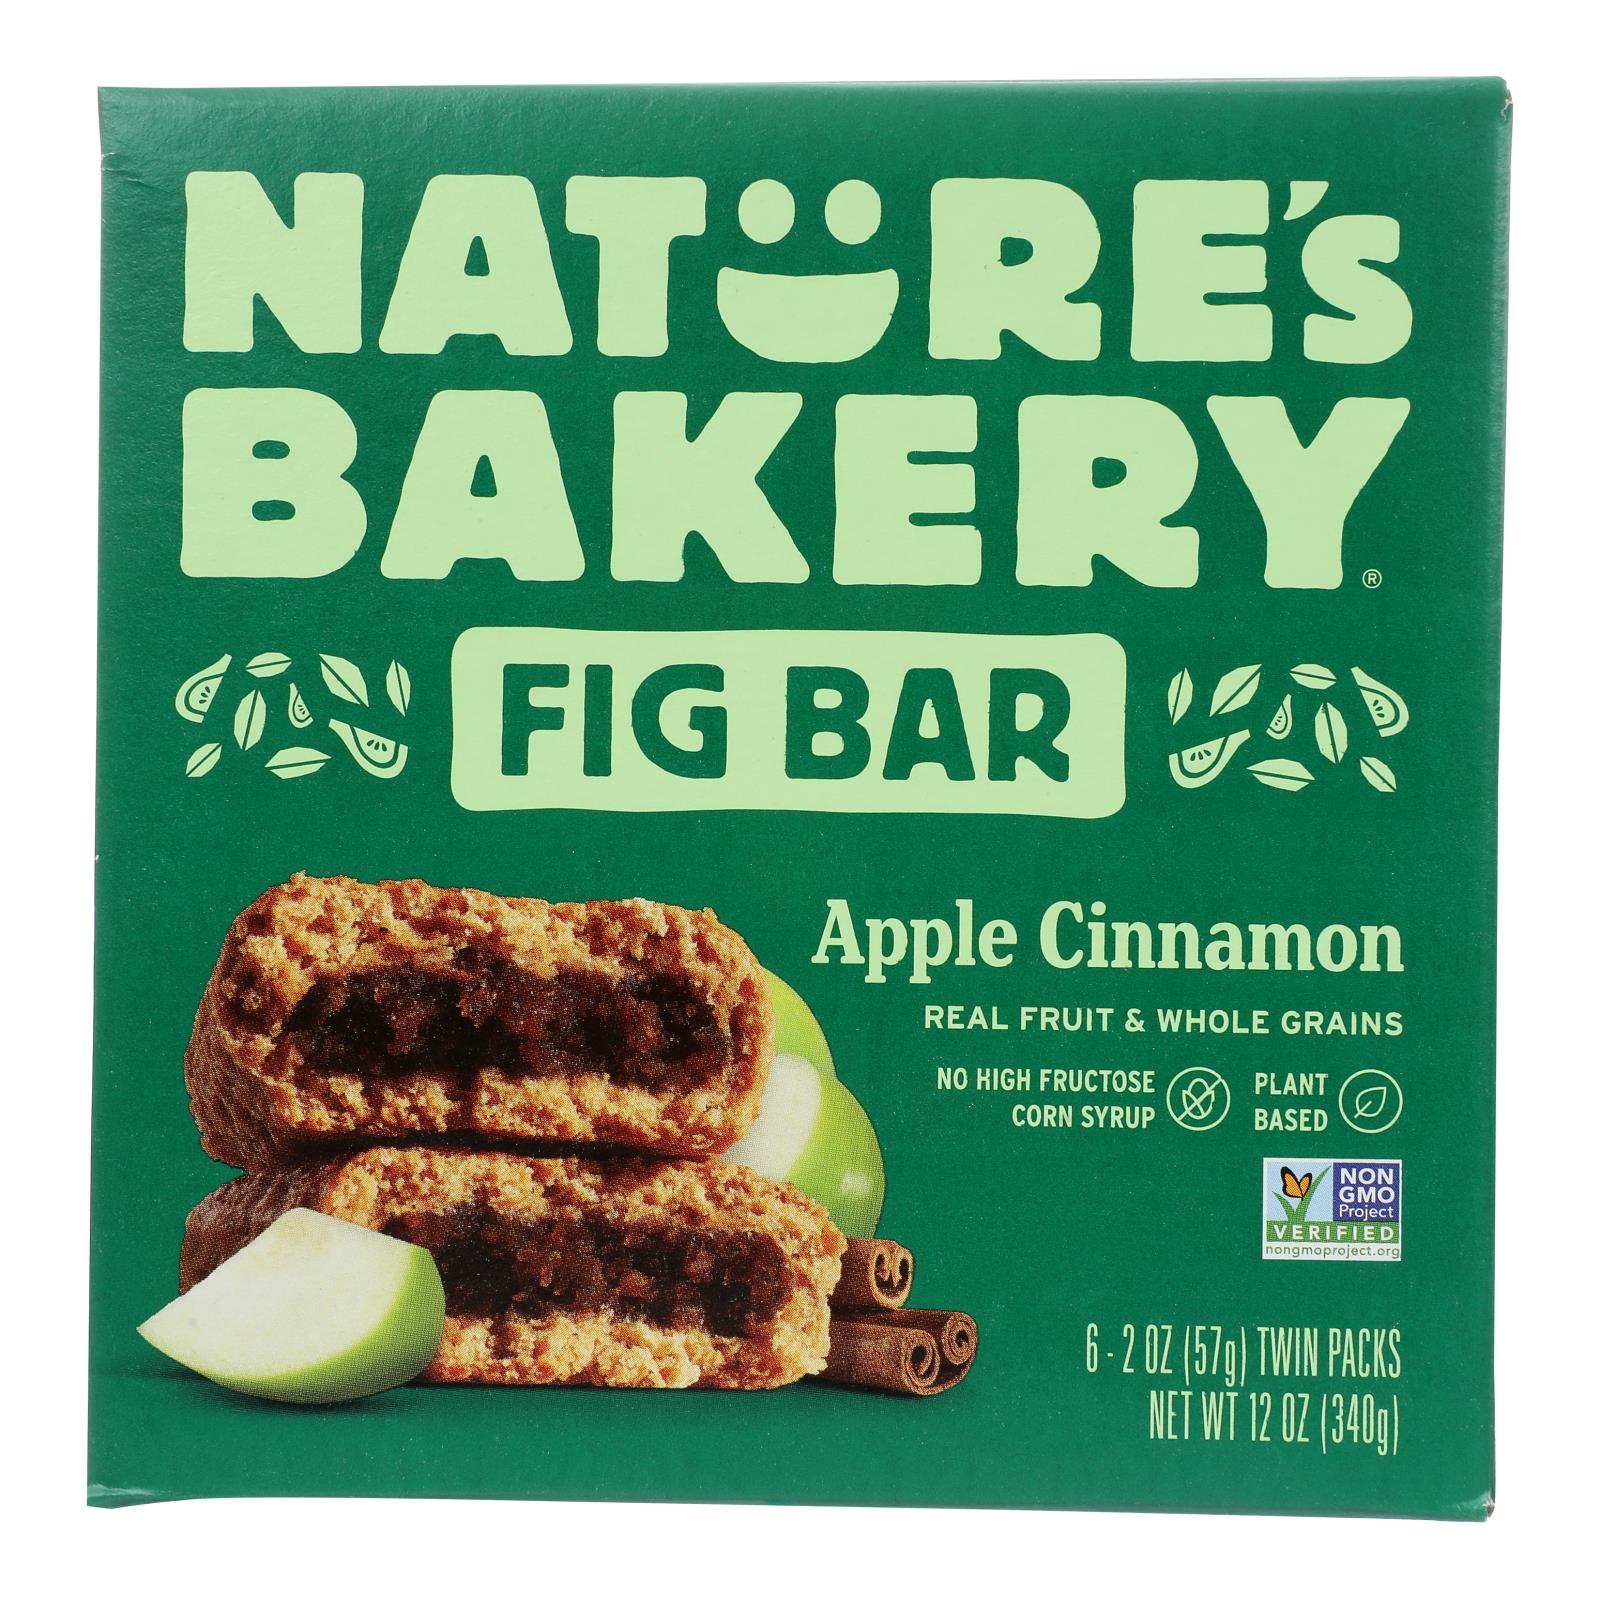 NATURE'S
BAKERY®
FIG BAR
Apple Cinnamon
REAL FRUIT & WHOLE GRAINS
NO HIGH FRUCTOSE
CORN SYRUP
PLANT
BASED
NON
GMO
Project
VERIFIED
nongmoproject.org
6 - 2 OZ (57g) TWIN PACKS
NET WT 12 OZ (340g)